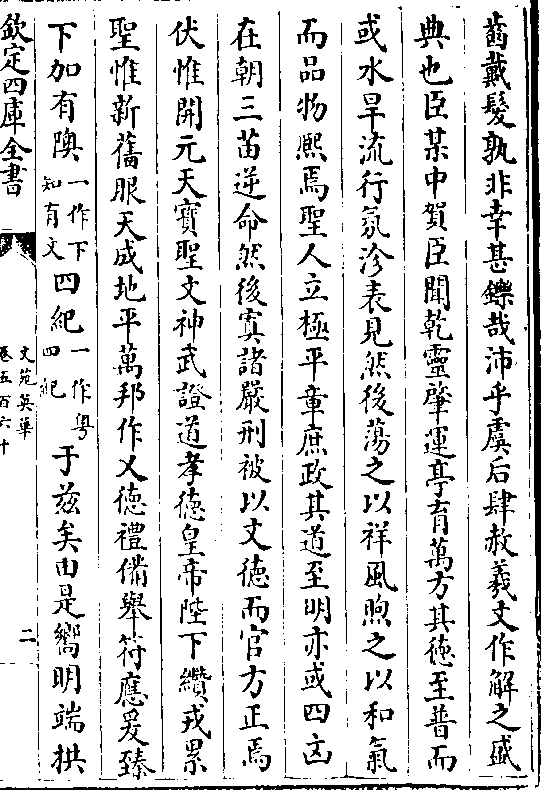 齒戴髮孰非幸甚鑠哉沛乎虞后肆赦羲文作解之盛
典也臣某中賀臣聞乾靈肇運亭育萬方其徳至普而
或水旱流行氛沴表見然後蕩之以祥風煦之以和氣
而品物熙焉聖人立極平章庶政其道至明亦或四凶
在朝三苗逆命然後寘諸嚴刑被以文德而官方正焉
伏惟開元天寶聖文神武證道孝德皇帝陛下纘戎累
聖惟新舊服天成地平萬邦作乂德禮備舉符應爰臻
下加有隩一作下知有文四紀一作粤四紀于茲矣由是嚮明端拱
欽定四庫全書
文苑英華
卷五百六十
二